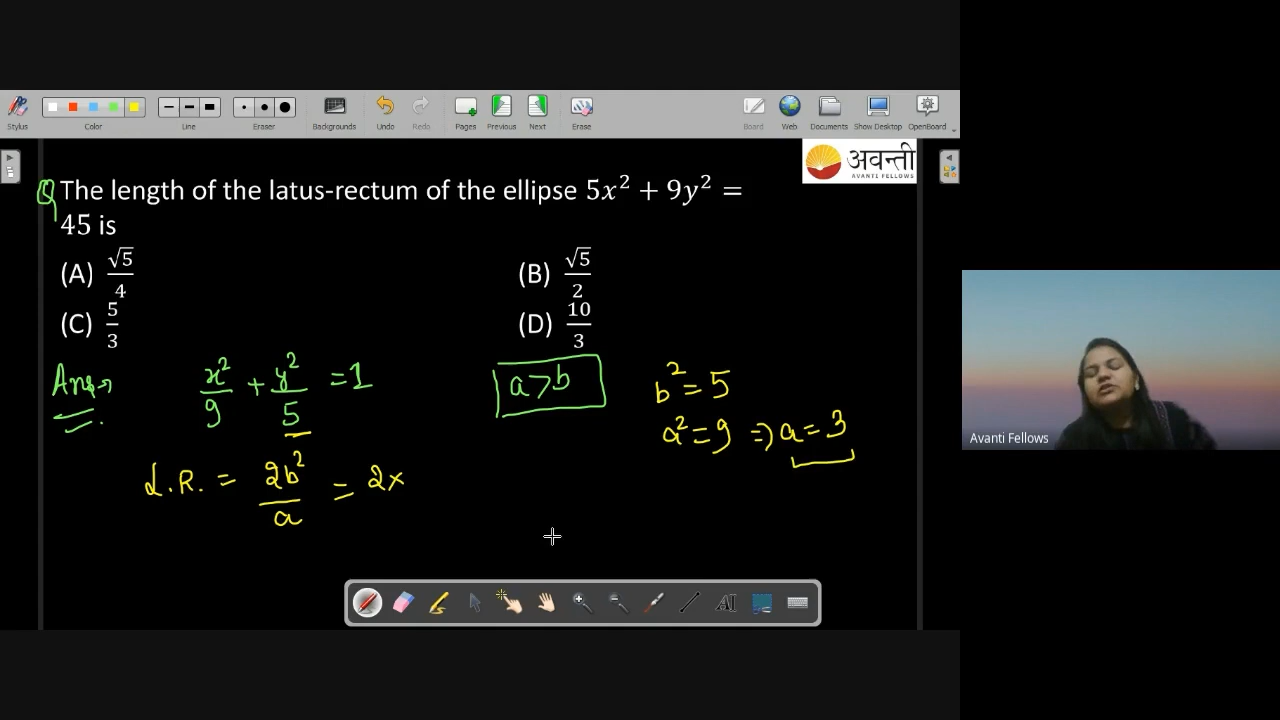 Stylus Color Line Eraser Backgrounds Undo Redo Pages Previous Next Erase Board Web Documents Show Desktop OpenBoard
अवन्ती
AVANTI FELLOWS
Q The length of the latus-rectum of the ellipse 5x² + 9y² =
45 is
(A) √5/4 (B) √5/2
(C) 5/3 (D) 10/3
Ans→ x²/9 + y²/5 = 1 a>b b² = 5
a² = 9 ⇒ a = 3
L.R. = 2b²/a = 2x
AI
Avanti Fellows